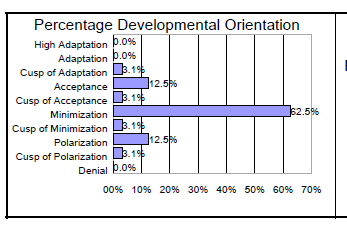 Percentage Developmental Orientation
High Adaptation 0.0%
Adaptation 0.0%
Cusp of Adaptation 3.1%
Acceptance 12.5%
Cusp of Acceptance 3.1%
Minimization 62.5%
Cusp of Minimization 3.1%
Polarization 12.5%
Cusp of Polarization 3.1%
Denial 0.0%
00% 10% 20% 30% 40% 50% 60% 70%